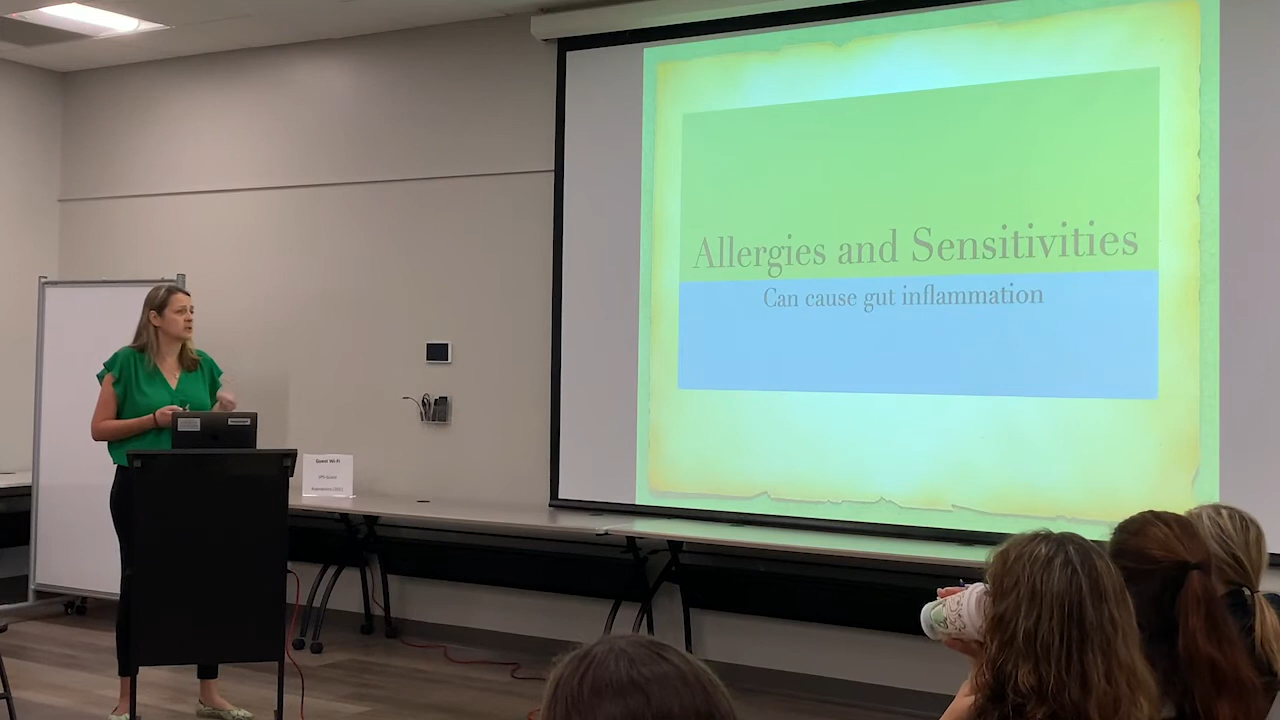 Allergies and Sensitivities
Can cause gut inflammation
Guest Wi-Fi